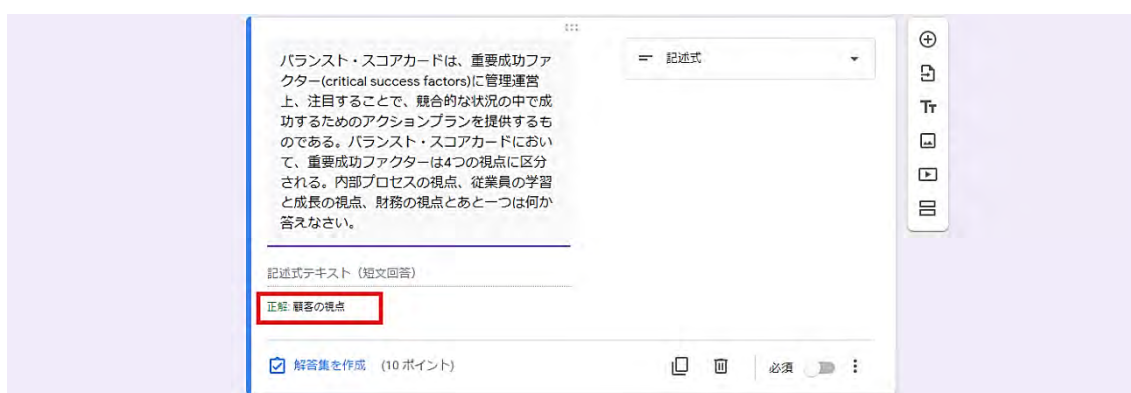 バランスト・スコアカードは、重要成功ファ
クター(critical success factors)に管理運営
上、注目することで、競合的な状況の中で成
功するためのアクションプランを提供するも
のである。バランスト・スコアカードにおい
て、重要成功ファクターは4つの視点に区分
される。内部プロセスの視点、従業員の学習
と成長の視点、財務の視点とあと一つは何か
答えなさい。
記述式
Tт
記述式テキスト（短文回答）
正解: 顧客の視点
解答集を作成 (10 ポイント)
必須